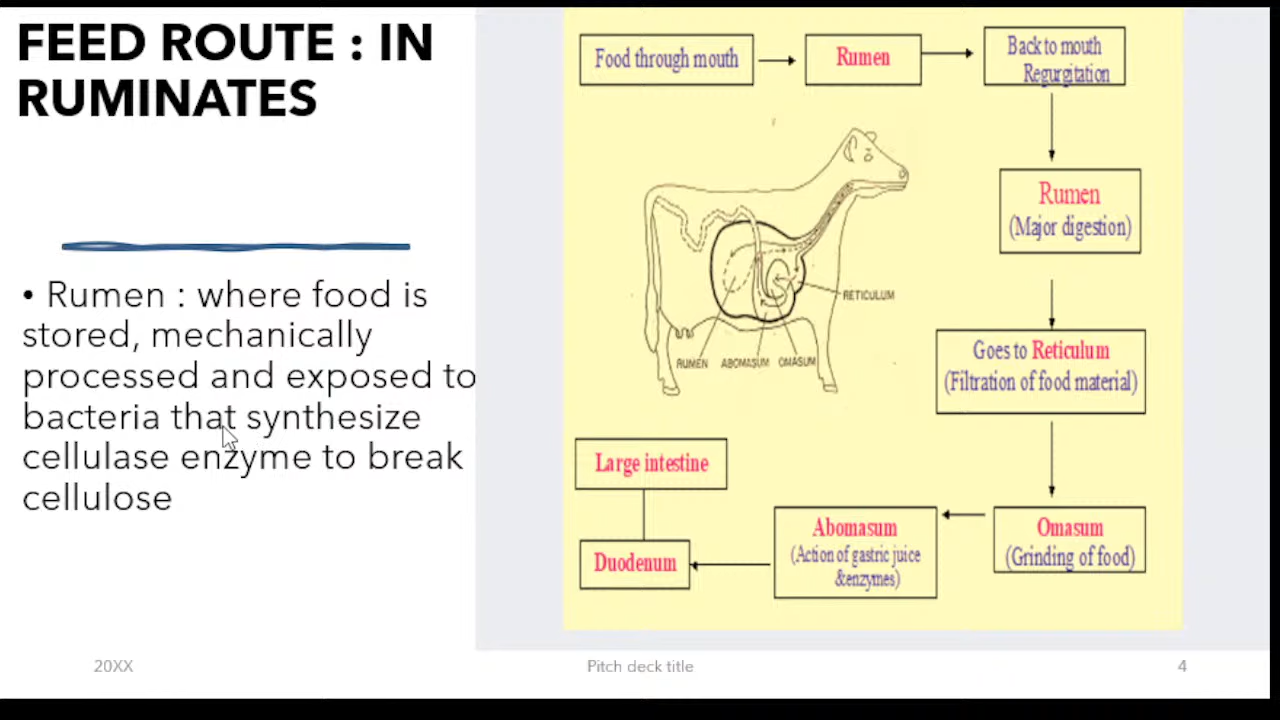 FEED ROUTE : IN
RUMINATES
• Rumen : where food is
stored, mechanically
processed and exposed to
bacteria that synthesize
cellulase enzyme to break
cellulose
Food through mouth
Rumen
Back to mouth
Regurgitation
Rumen
(Major digestion)
RETICULUM
RUMEN
ABOMASUM
OMASUM
Goes to Reticulum
(Filtration of food material)
Omasum
(Grinding of food)
Abomasum
(Action of gastric juice
&enzymes)
Duodenum
Large intestine
20XX
Pitch deck title
4